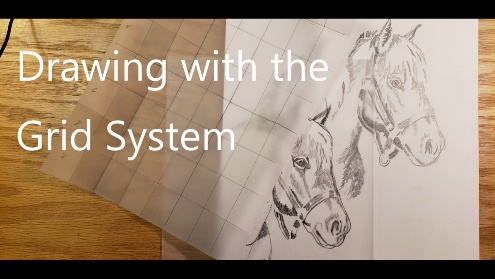 Drawing with the
Grid System